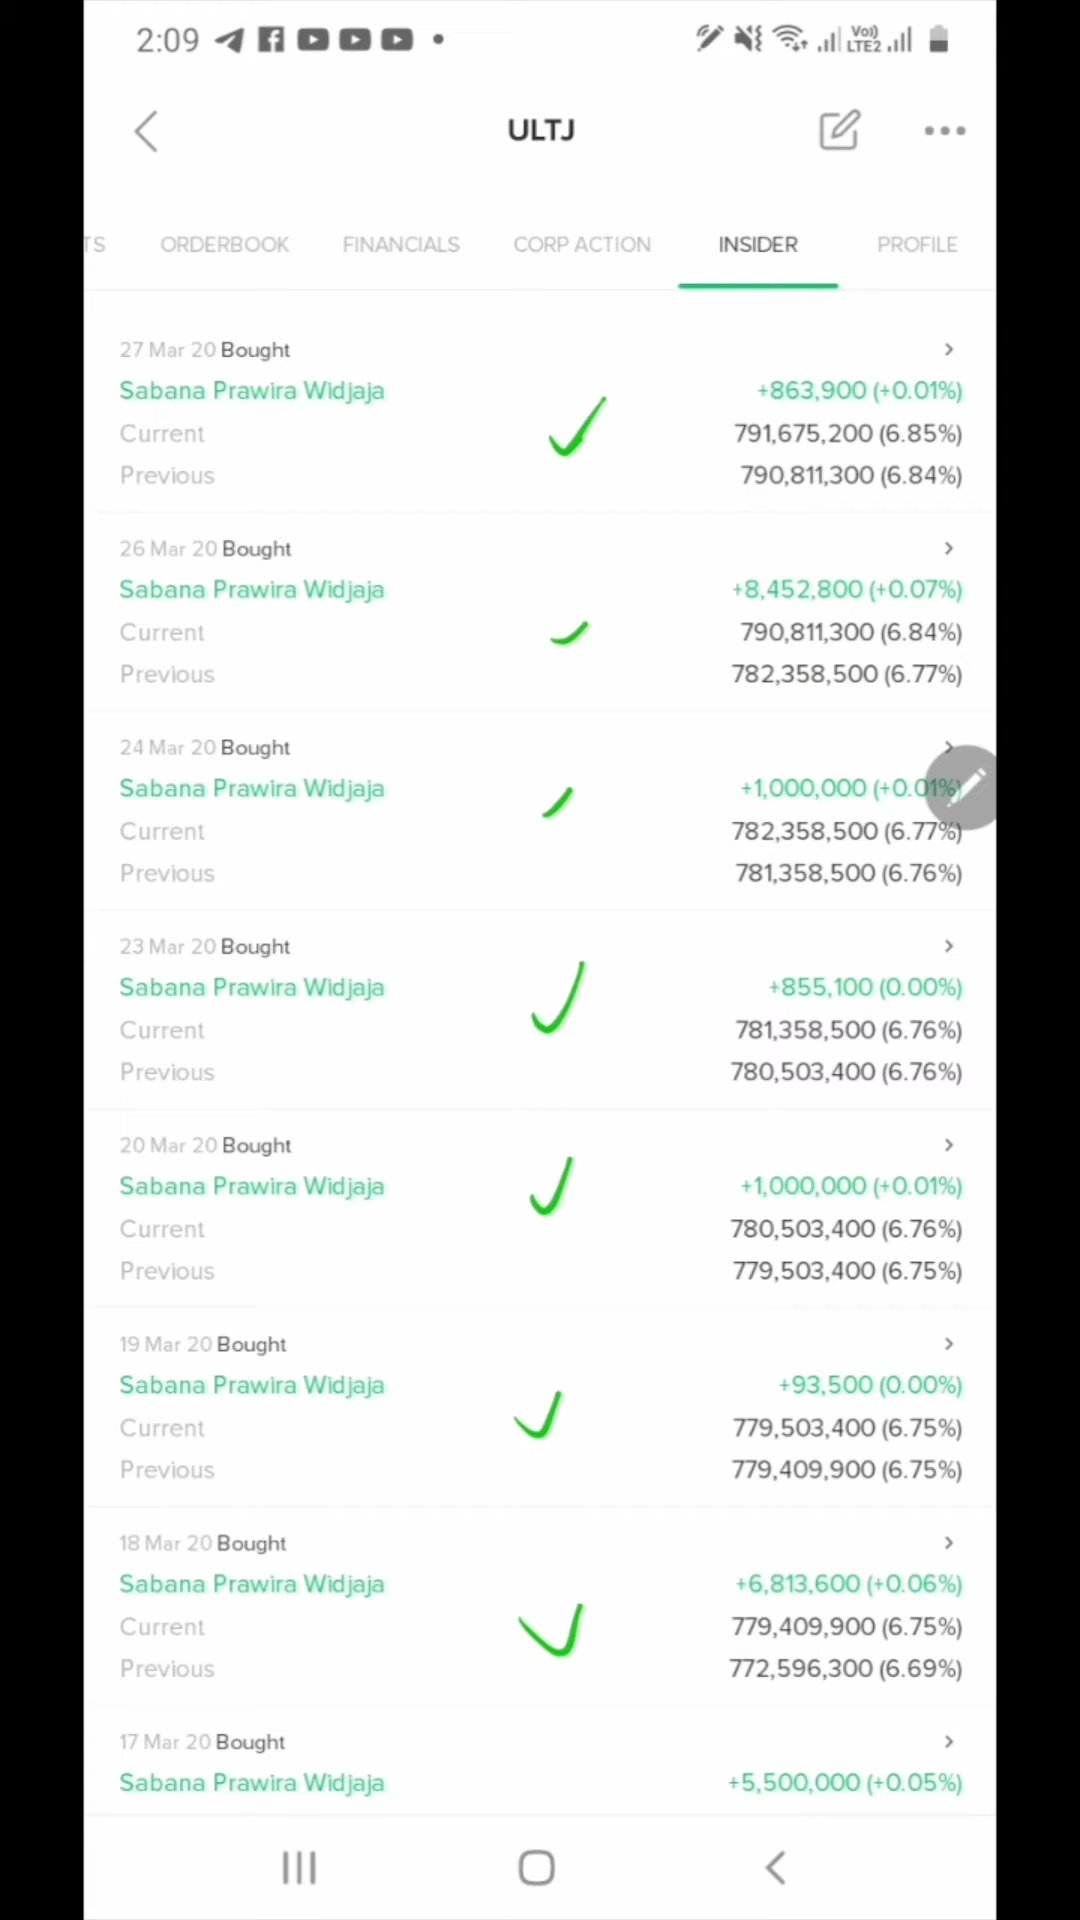 2:09
Vo))
LTE2
ULTJ
TS ORDERBOOK FINANCIALS CORP ACTION INSIDER PROFILE
27 Mar 20 Bought
Sabana Prawira Widjaja +863,900 (+0.01%)
Current 791,675,200 (6.85%)
Previous 790,811,300 (6.84%)
26 Mar 20 Bought
Sabana Prawira Widjaja +8,452,800 (+0.07%)
Current 790,811,300 (6.84%)
Previous 782,358,500 (6.77%)
24 Mar 20 Bought
Sabana Prawira Widjaja +1,000,000 (+0.01%)
Current 782,358,500 (6.77%)
Previous 781,358,500 (6.76%)
23 Mar 20 Bought
Sabana Prawira Widjaja +855,100 (0.00%)
Current 781,358,500 (6.76%)
Previous 780,503,400 (6.76%)
20 Mar 20 Bought
Sabana Prawira Widjaja +1,000,000 (+0.01%)
Current 780,503,400 (6.76%)
Previous 779,503,400 (6.75%)
19 Mar 20 Bought
Sabana Prawira Widjaja +93,500 (0.00%)
Current 779,503,400 (6.75%)
Previous 779,409,900 (6.75%)
18 Mar 20 Bought
Sabana Prawira Widjaja +6,813,600 (+0.06%)
Current 779,409,900 (6.75%)
Previous 772,596,300 (6.69%)
17 Mar 20 Bought
Sabana Prawira Widjaja +5,500,000 (+0.05%)